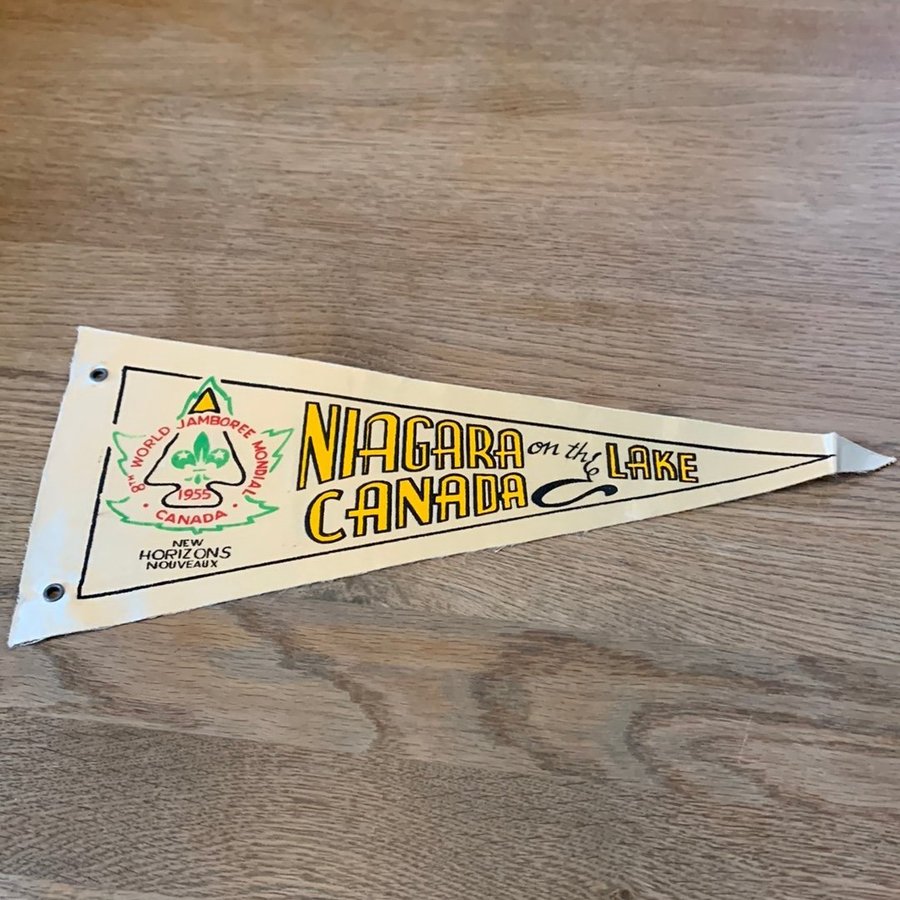 8TH WORLD JAMBOREE MONDIAL
1955
• CANADA •
NEW
HORIZONS
NOUVEAUX
NIAGARA on the LAKE
CANADA